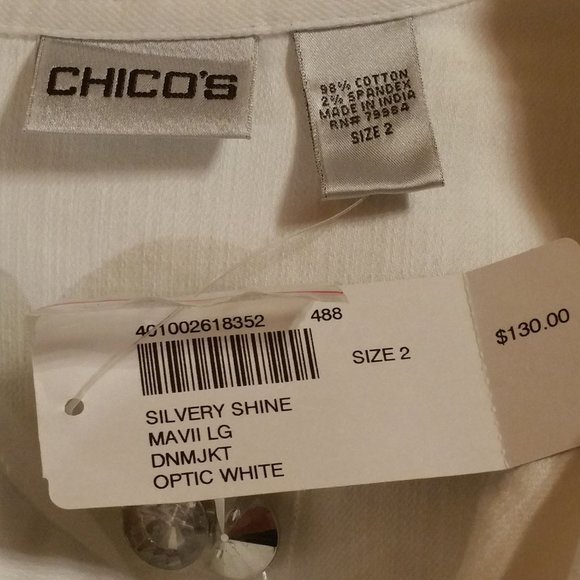 CHICO'S
98% COTTON
2% SPANDEX
MADE IN INDIA
RN# 79984
SIZE 2
401002618352 488
SIZE 2
$130.00
SILVERY SHINE
MAVII LG
DNMJKT
OPTIC WHITE